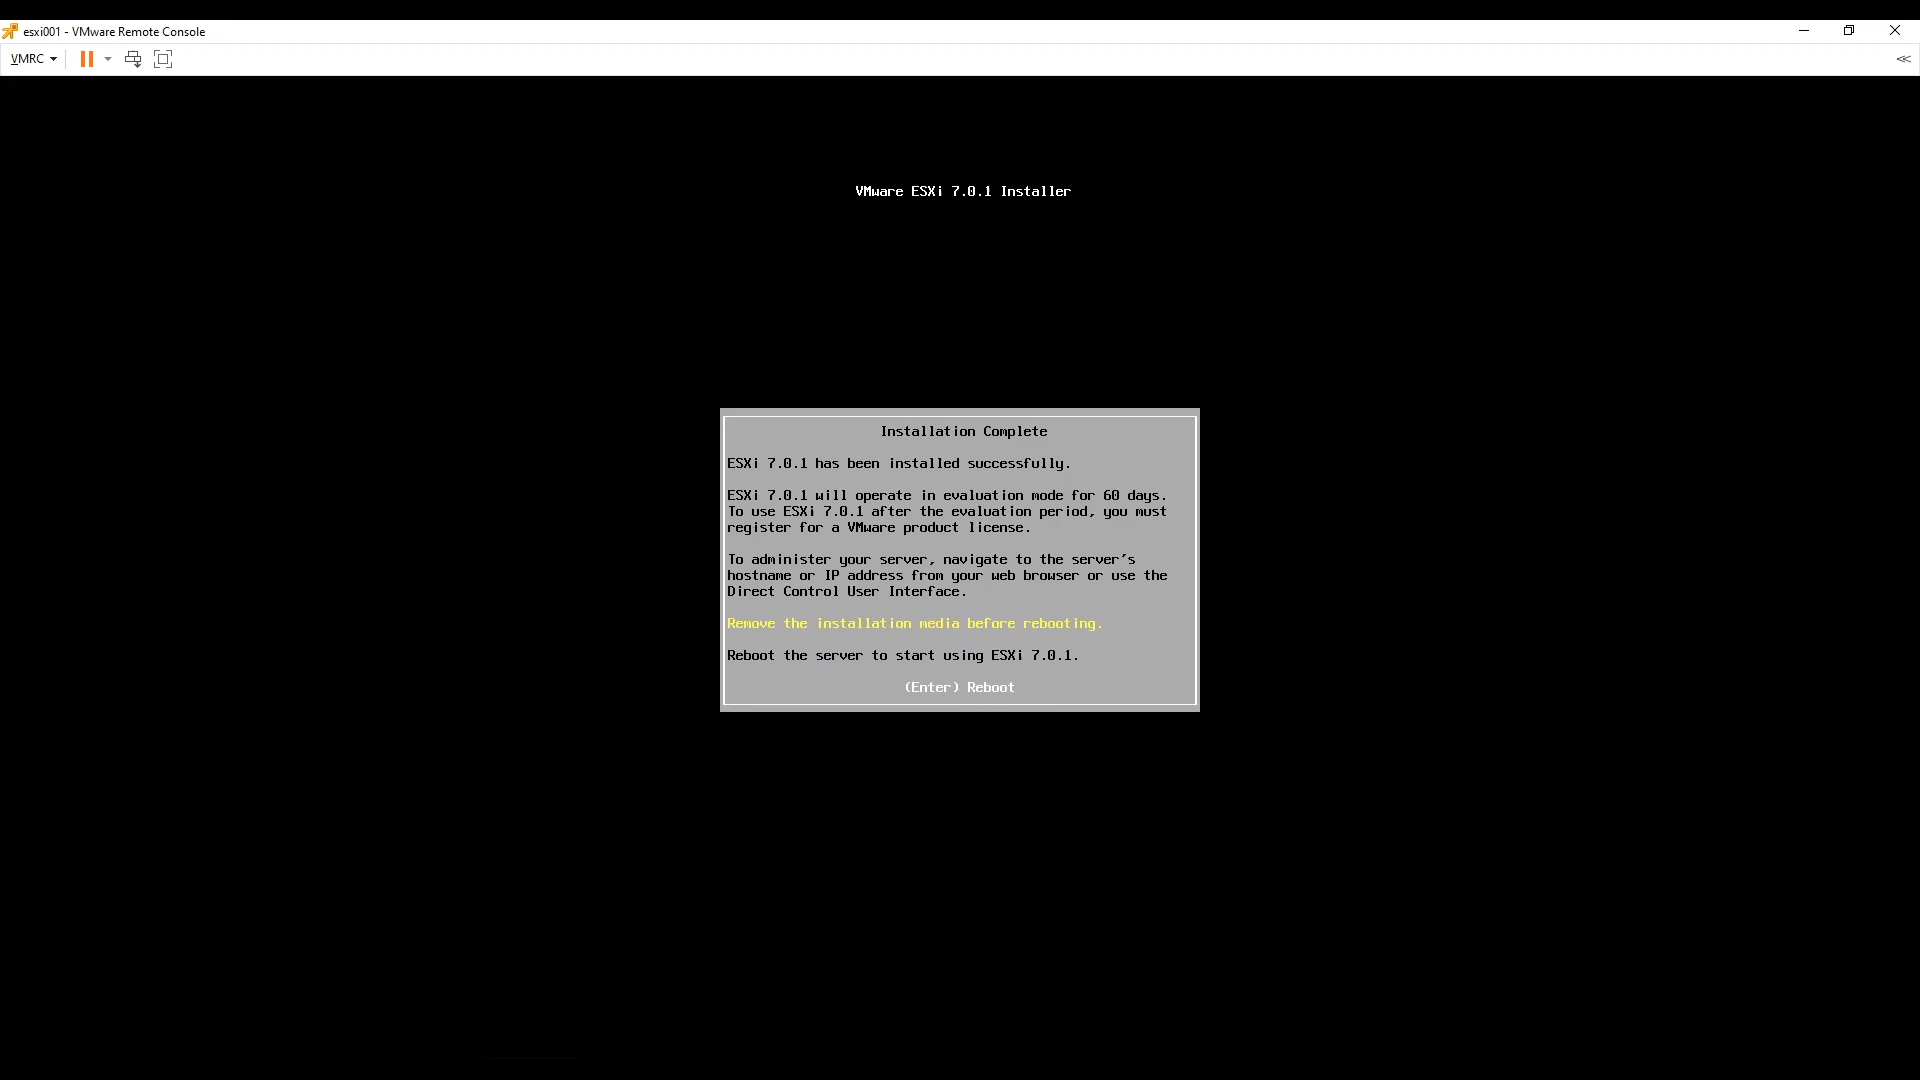 esxi001 - VMware Remote Console
VMRC
VMware ESXi 7.0.1 Installer
Installation Complete
ESXi 7.0.1 has been installed successfully.
ESXi 7.0.1 will operate in evaluation mode for 60 days.
To use ESXi 7.0.1 after the evaluation period, you must
register for a VMware product license.
To administer your server, navigate to the server's
hostname or IP address from your web browser or use the
Direct Control User Interface.
Remove the installation media before rebooting.
Reboot the server to start using ESXi 7.0.1.
(Enter) Reboot